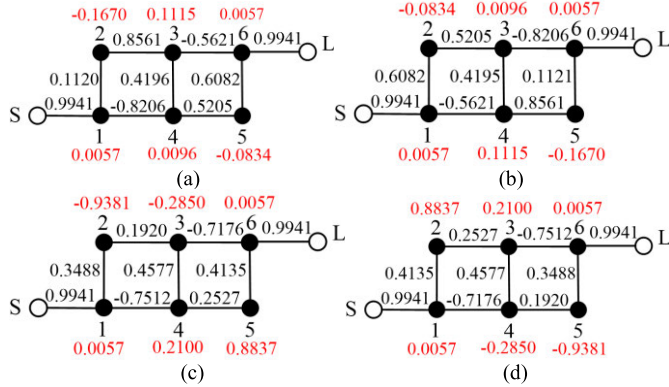 -0.1670 0.1115 0.0057
2 0.8561 3 -0.5621 6 0.9941 L
0.1120 0.4196 0.6082
S 0.9941 -0.8206 0.5205
1 4 5
0.0057 0.0096 -0.0834
(a)
-0.0834 0.0096 0.0057
2 0.5205 3 -0.8206 6 0.9941 L
0.6082 0.4195 0.1121
S 0.9941 -0.5621 0.8561
1 4 5
0.0057 0.1115 -0.1670
(b)
-0.9381 -0.2850 0.0057
2 0.1920 3 -0.7176 6 0.9941 L
0.3488 0.4577 0.4135
S 0.9941 -0.7512 0.2527
1 4 5
0.0057 0.2100 0.8837
(c)
0.8837 0.2100 0.0057
2 0.2527 3 -0.7512 6 0.9941 L
0.4135 0.4577 0.3488
S 0.9941 -0.7176 0.1920
1 4 5
0.0057 -0.2850 -0.9381
(d)